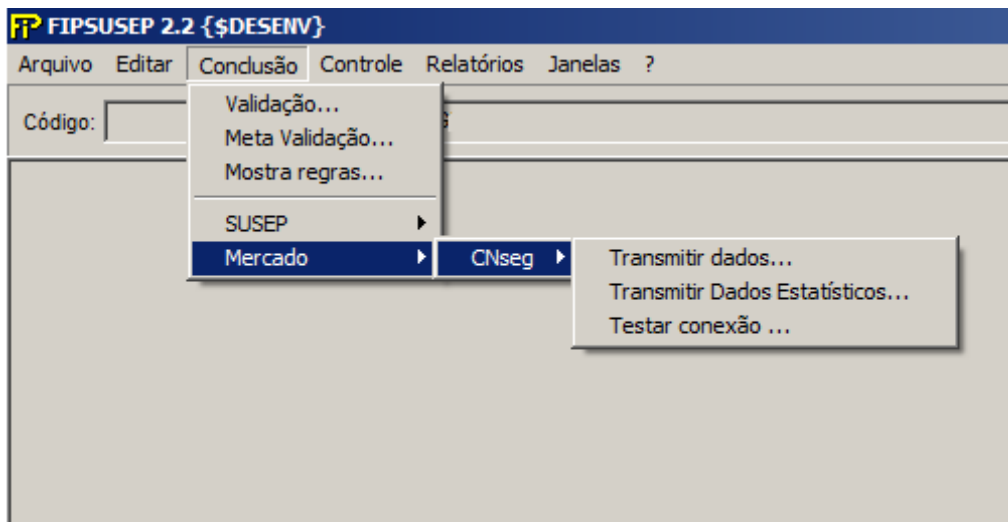 FIP FIPSUSEP 2.2 {$DESENV}
Arquivo Editar Conclusão Controle Relatórios Janelas ?
Código:
Validação...
Meta Validação...
Mostra regras...
SUSEP
Mercado
CNseg
Transmitir dados...
Transmitir Dados Estatísticos...
Testar conexão ...